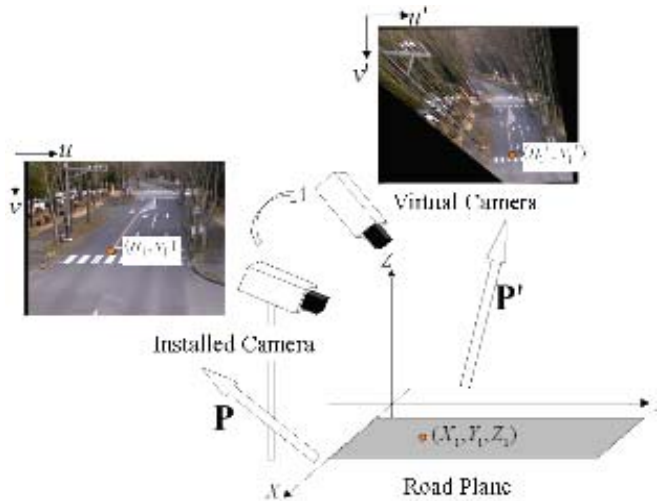 u'
v'
(u₁', v₁')
u
v
(u₁, v₁)
Virtual Camera
Z
P'
Installed Camera
P
(X₁, Y₁, Z₁)
X
Road Plane